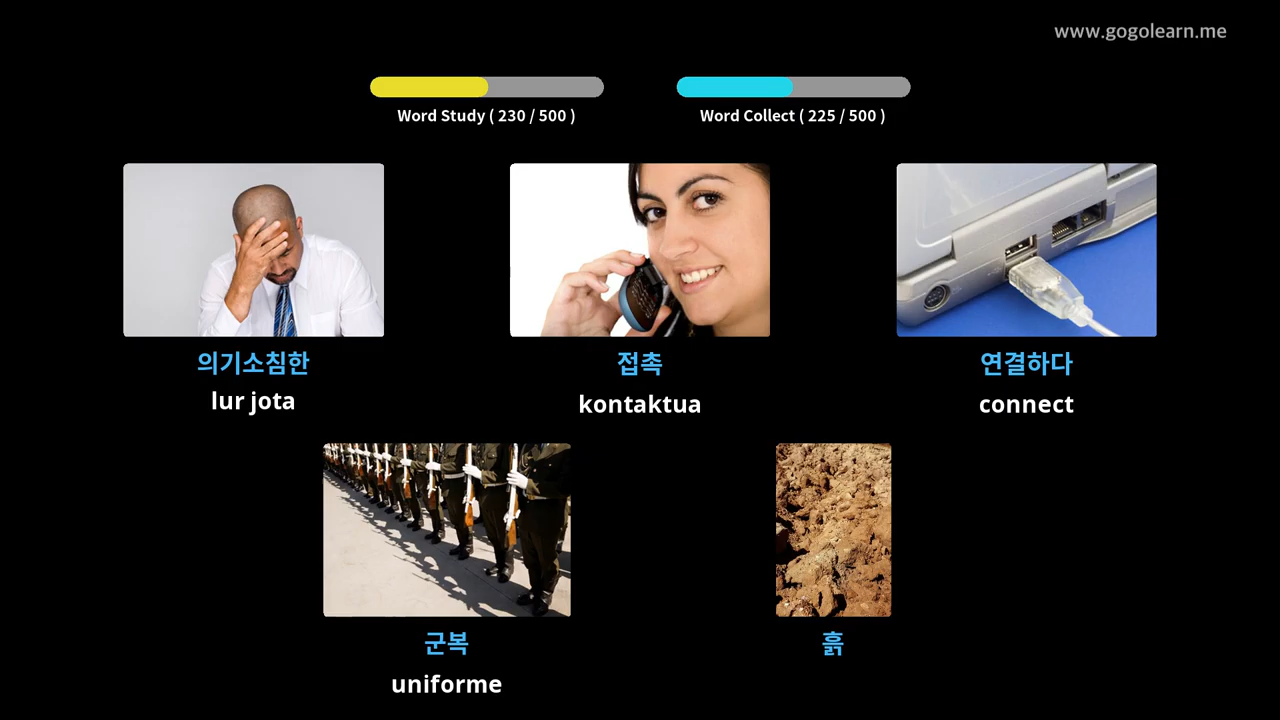 www.gogolearn.me
Word Study ( 230 / 500 )
Word Collect ( 225 / 500 )
의기소침한
lur jota
접촉
kontaktua
연결하다
connect
군복
uniforme
흙